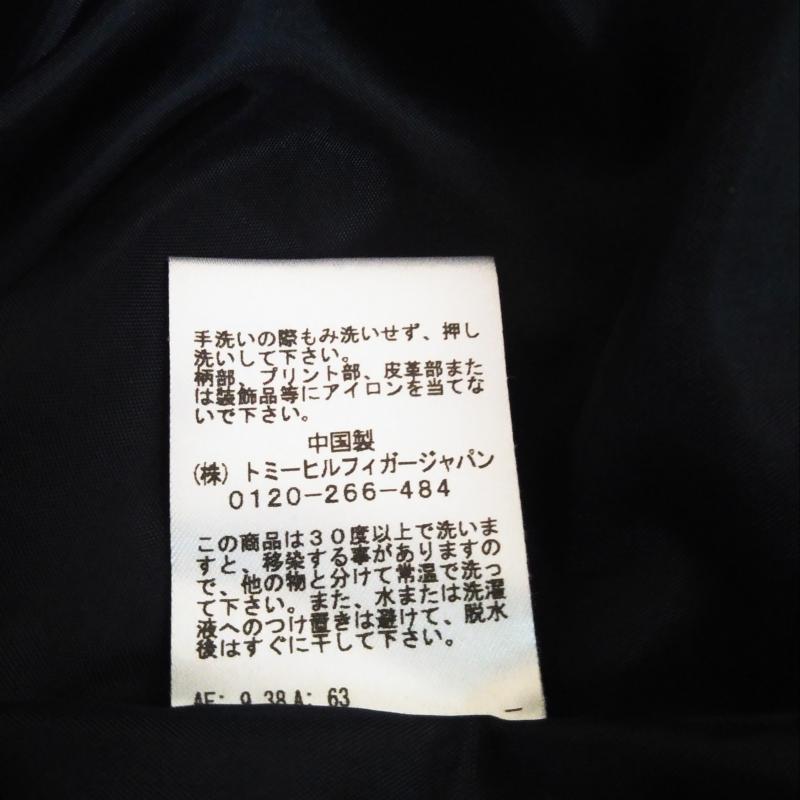 手洗いの際もみ洗いせず、押し
洗いして下さい。
柄部、プリント部、皮革部また
は装飾品等にアイロンを当てな
いで下さい。
中国製
(株) トミーヒルフィガージャパン
0120-266-484
この商品は30度以上で洗いま
すと、移染する事がありますの
で、他の物と分けて常温で洗っ
て下さい。また、水または洗濯
液へのつけ置きは避けて、脱水
後はすぐに干して下さい。
A: 63